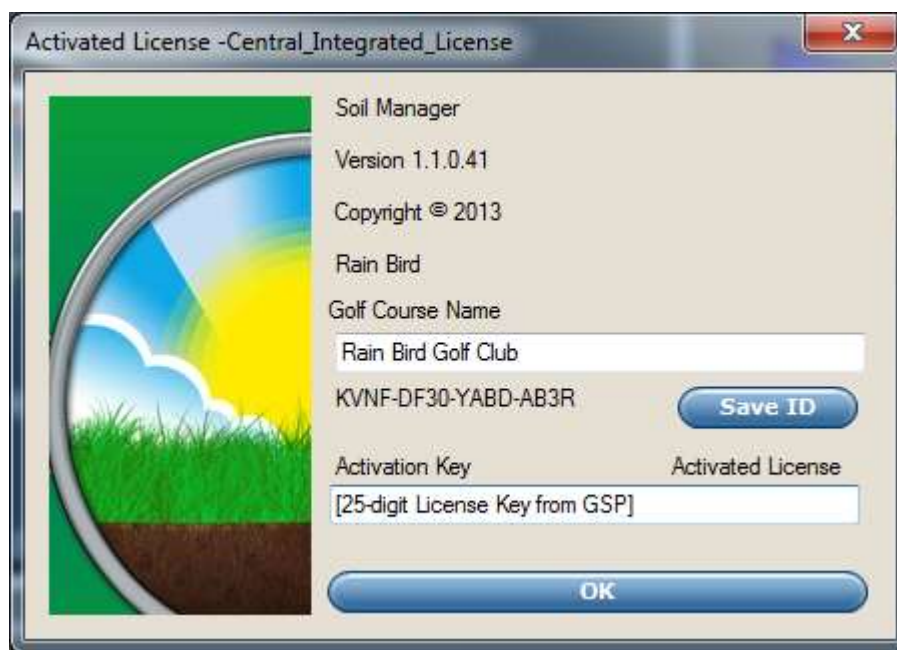 Activated License -Central_Integrated_License
Soil Manager
Version 1.1.0.41
Copyright © 2013
Rain Bird
Golf Course Name
Rain Bird Golf Club
KVNF-DF30-YABD-AB3R
Save ID
Activation Key Activated License
[25-digit License Key from GSP]
OK